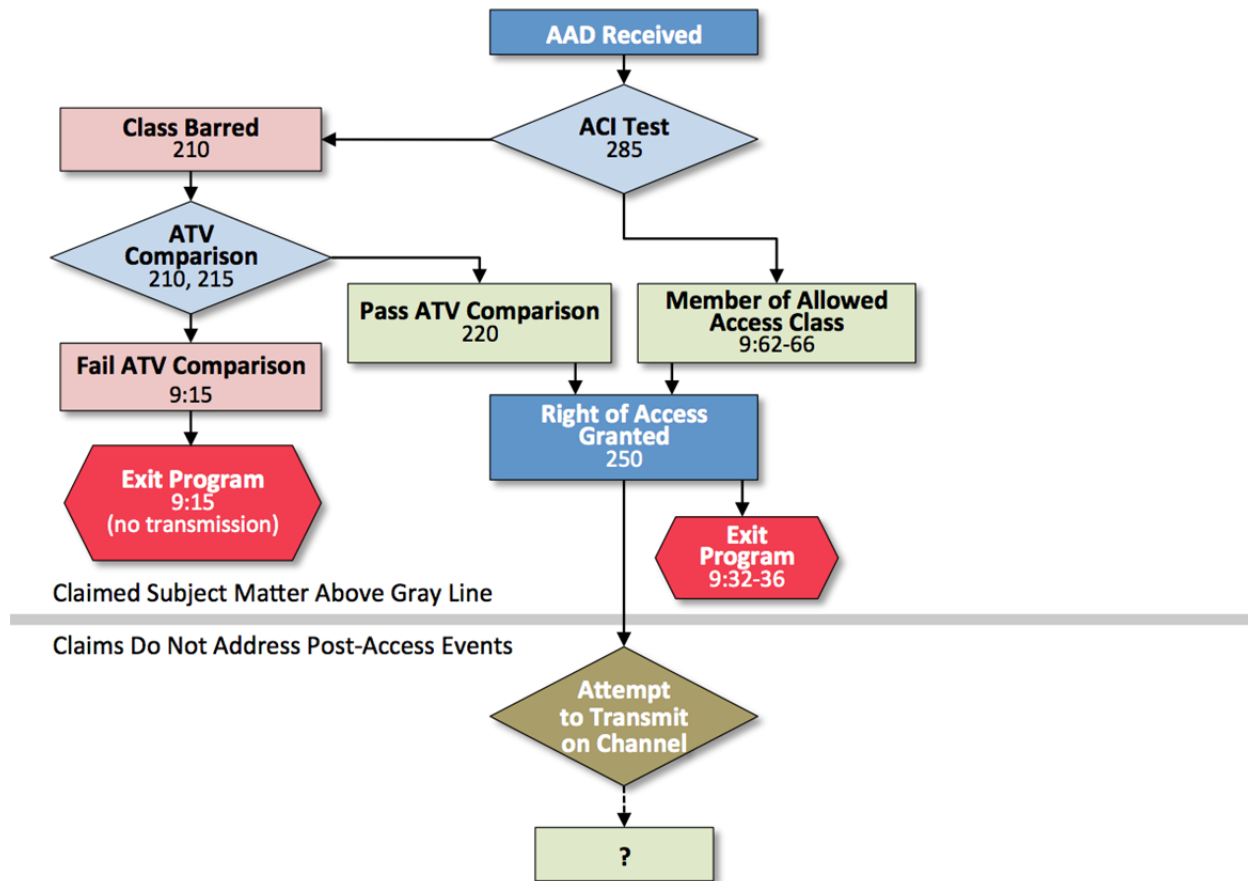 AAD Received
ACI Test
285
Class Barred
210
ATV
Comparison
210, 215
Pass ATV Comparison
220
Member of Allowed
Access Class
9:62-66
Fail ATV Comparison
9:15
Right of Access
Granted
250
Exit Program
9:15
(no transmission)
Exit
Program
9:32-36
Claimed Subject Matter Above Gray Line
Claims Do Not Address Post-Access Events
Attempt
to Transmit
on Channel
?